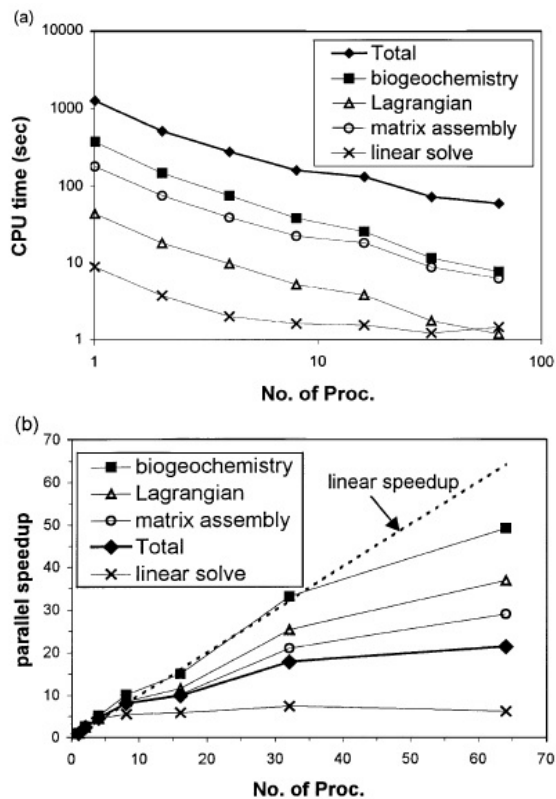 (a)
10000
1000
100
10
1
CPU time (sec)
Total
biogeochemistry
Lagrangian
matrix assembly
linear solve
1
10
100
No. of Proc.
(b)
70
60
50
40
30
20
10
0
parallel speedup
biogeochemistry
Lagrangian
matrix assembly
Total
linear solve
linear speedup
0 10 20 30 40 50 60 70
No. of Proc.